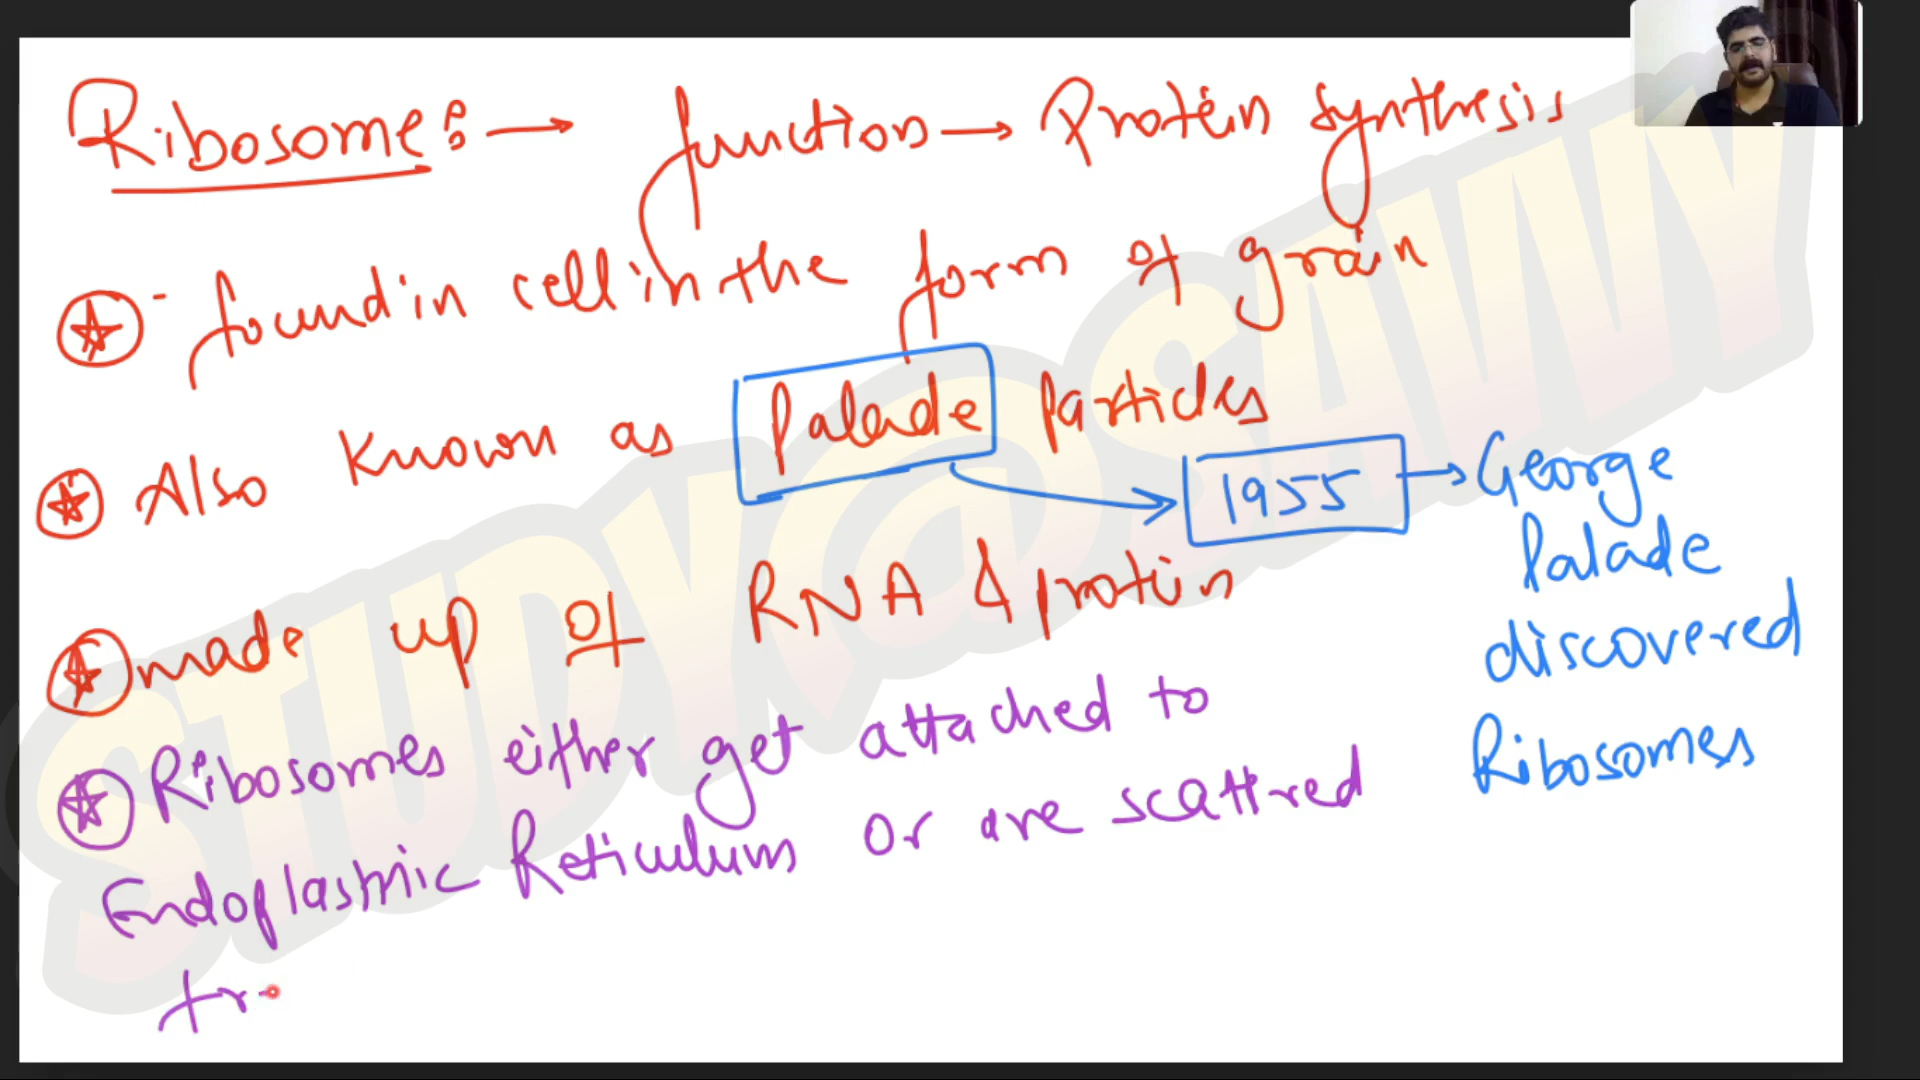 Ribosome: → function → Protein synthesis
- found in cell in the form of grain
Also known as Palade Particles
1955 → George
Palade
discovered
Ribosomes
made up of RNA & protein
Ribosomes either get attached to
Endoplasmic Reticulum or are scattred
fr
STUDY@SAVVY